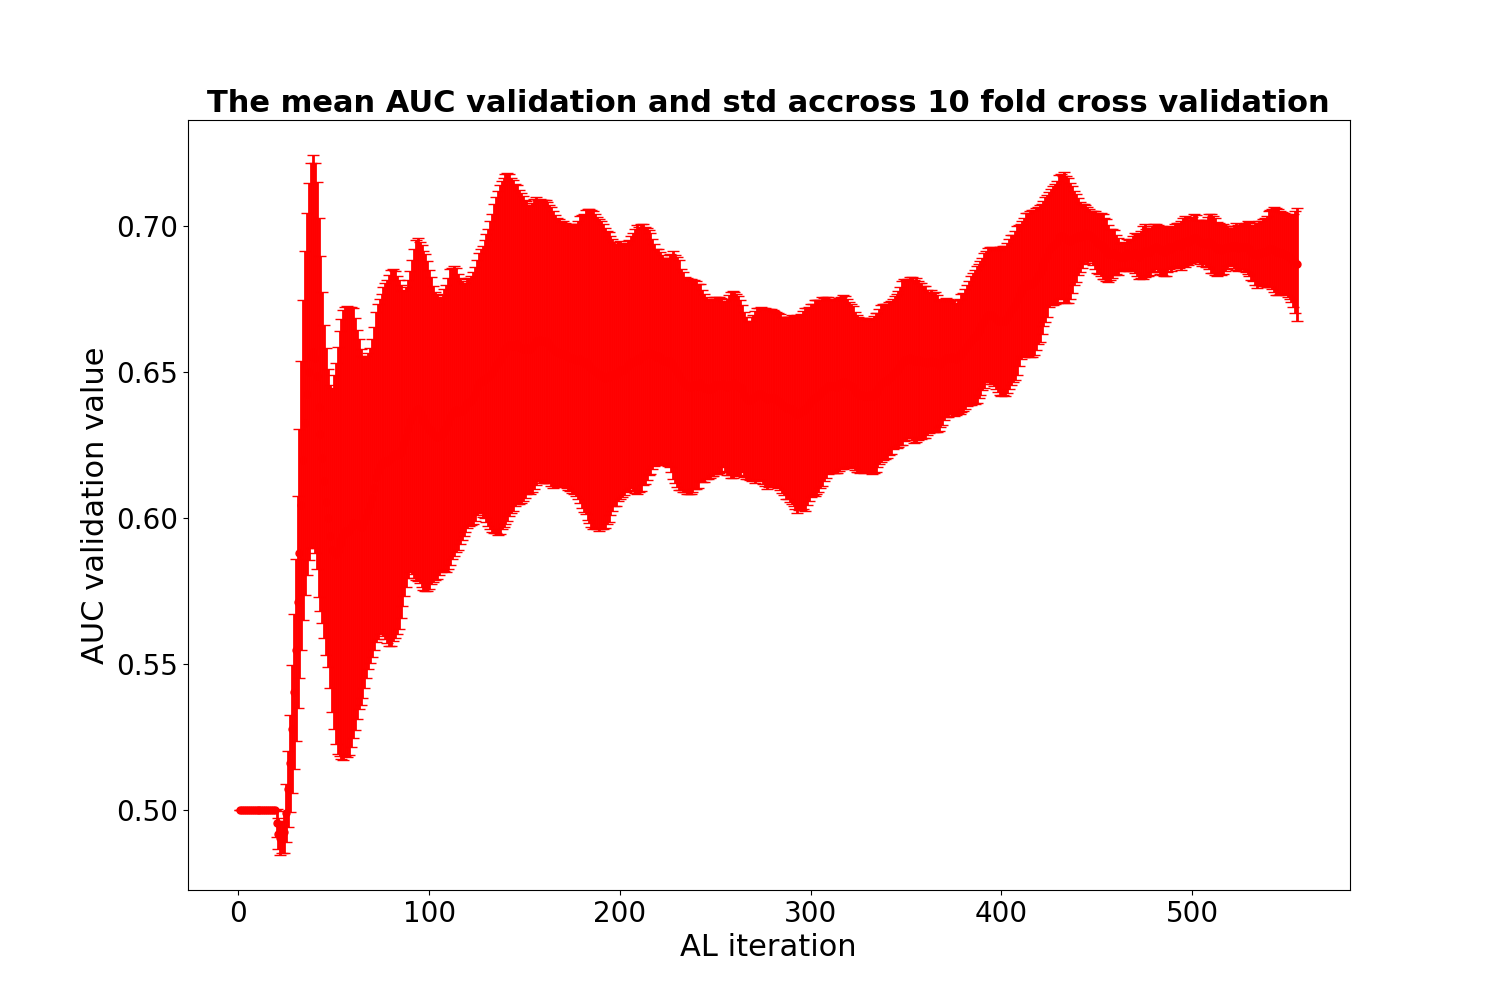 The mean AUC validation and std accross 10 fold cross validation
0.70
0.65
0.60
0.55
0.50
AUC validation value
0 100 200 300 400 500
AL iteration